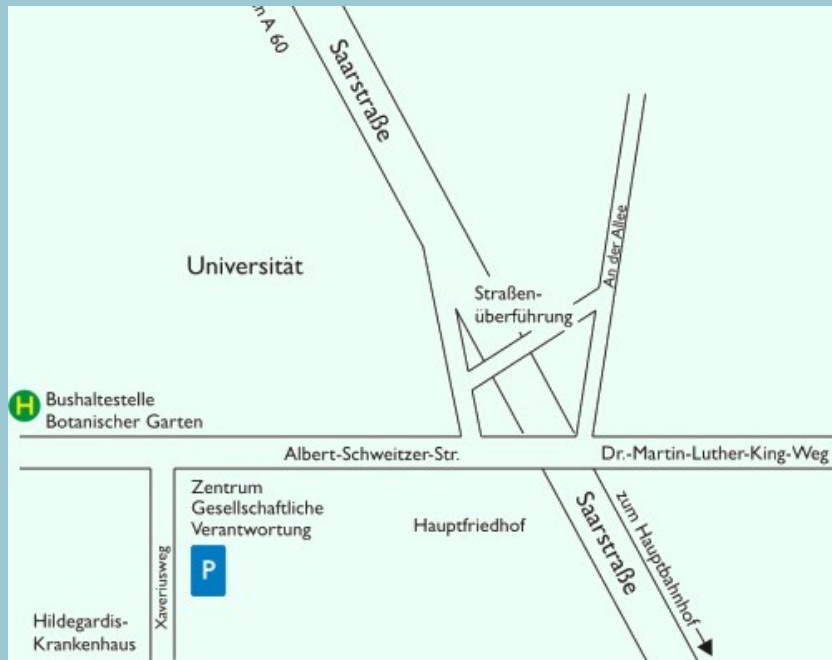 n A 60
Saarstraße
An der Allee
Universität
Straßen-
überführung
H
Bushaltestelle
Botanischer Garten
Albert-Schweitzer-Str.
Dr.-Martin-Luther-King-Weg
Zentrum
Gesellschaftliche
Verantwortung
P
Hauptfriedhof
Saarstraße
zum Hauptbahnhof
Xaveriusweg
Hildegardis-
Krankenhaus